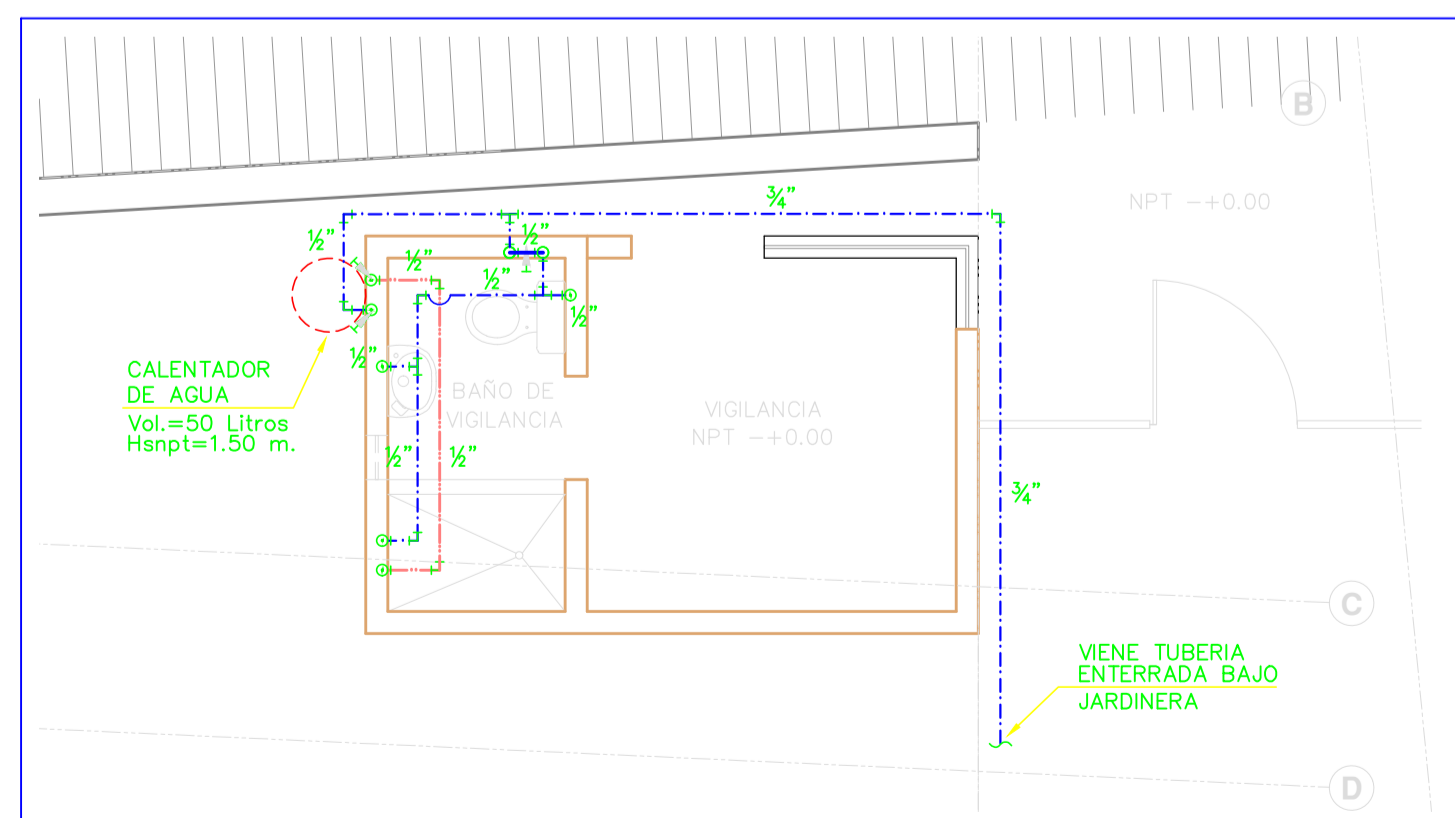 B
NPT -+0.00
¾"
½"
½"
½"
½"
½"
½"
CALENTADOR
DE AGUA
Vol.=50 Litros
Hsnpt=1.50 m.
BAÑO DE
VIGILANCIA
VIGILANCIA
NPT -+0.00
½"
½"
¾"
C
VIENE TUBERIA
ENTERRADA BAJO
JARDINERA
D